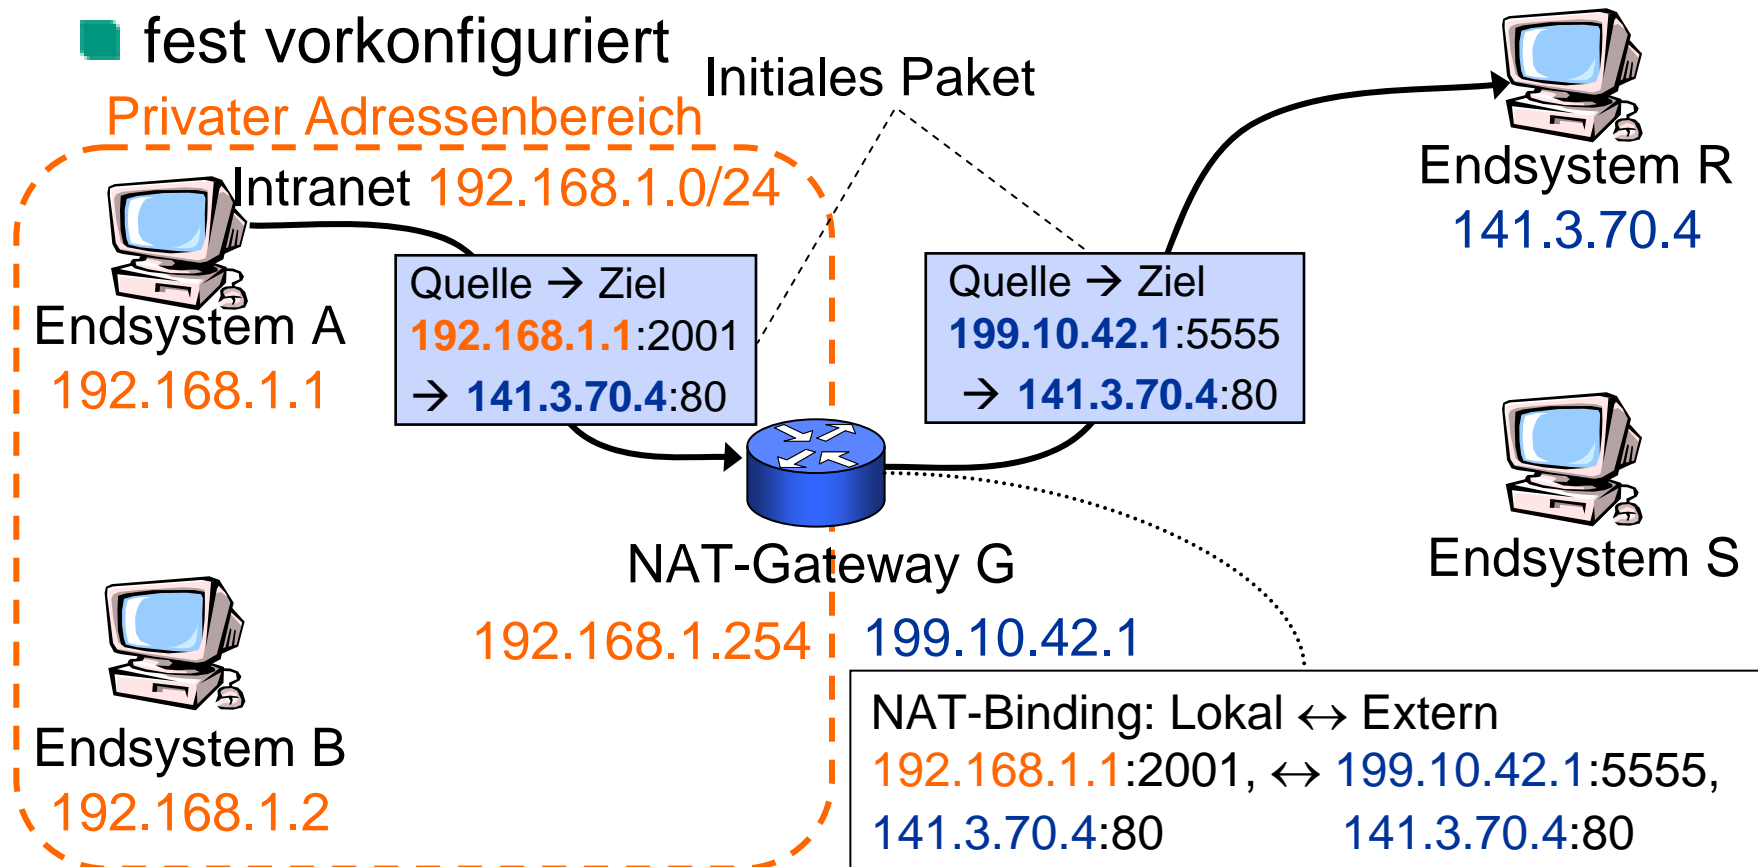 fest vorkonfiguriert
Initiales Paket
Privater Adressenbereich
Intranet 192.168.1.0/24
Endsystem A
192.168.1.1
Quelle → Ziel
192.168.1.1:2001
→ 141.3.70.4:80
Quelle → Ziel
199.10.42.1:5555
→ 141.3.70.4:80
Endsystem R
141.3.70.4
NAT-Gateway G
192.168.1.254
199.10.42.1
Endsystem S
Endsystem B
192.168.1.2
NAT-Binding: Lokal ↔ Extern
192.168.1.1:2001, ↔ 199.10.42.1:5555,
141.3.70.4:80 141.3.70.4:80